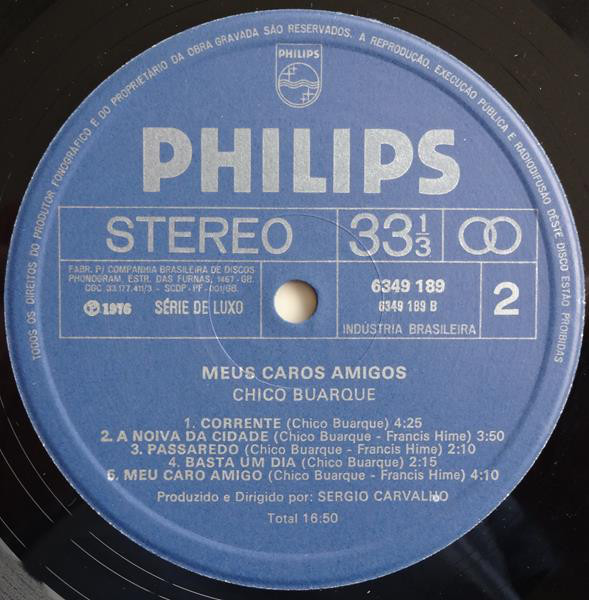 TODOS OS DIREITOS DO PRODUTOR FONOGRÁFICO E DO PROPRIETÁRIO DA OBRA GRAVADA SÃO RESERVADOS. A REPRODUÇÃO, EXECUÇÃO PÚBLICA E RADIODIFUSÃO DÊSTE DISCO ESTÃO PROIBIDAS
PHILIPS
PHILIPS
STEREO 33 1/3
FABR. P/ COMPANHIA BRASILEIRA DE DISCOS
PHONOGRAM, ESTR. DAS FURNAS, 1467 - GB.
CGC. 33.177.411/3 - SCDP - PF - 001/GB.
℗ 1976 SÉRIE DE LUXO
6349 189
6349 189 B
INDÚSTRIA BRASILEIRA
2
MEUS CAROS AMIGOS
CHICO BUARQUE
1. CORRENTE (Chico Buarque) 4:25
2. A NOIVA DA CIDADE (Chico Buarque - Francis Hime) 3:50
3. PASSAREDO (Chico Buarque - Francis Hime) 2:10
4. BASTA UM DIA (Chico Buarque) 2:15
5. MEU CARO AMIGO (Chico Buarque - Francis Hime) 4:10
Produzido e Dirigido por: SERGIO CARVALHO
Total 16:50